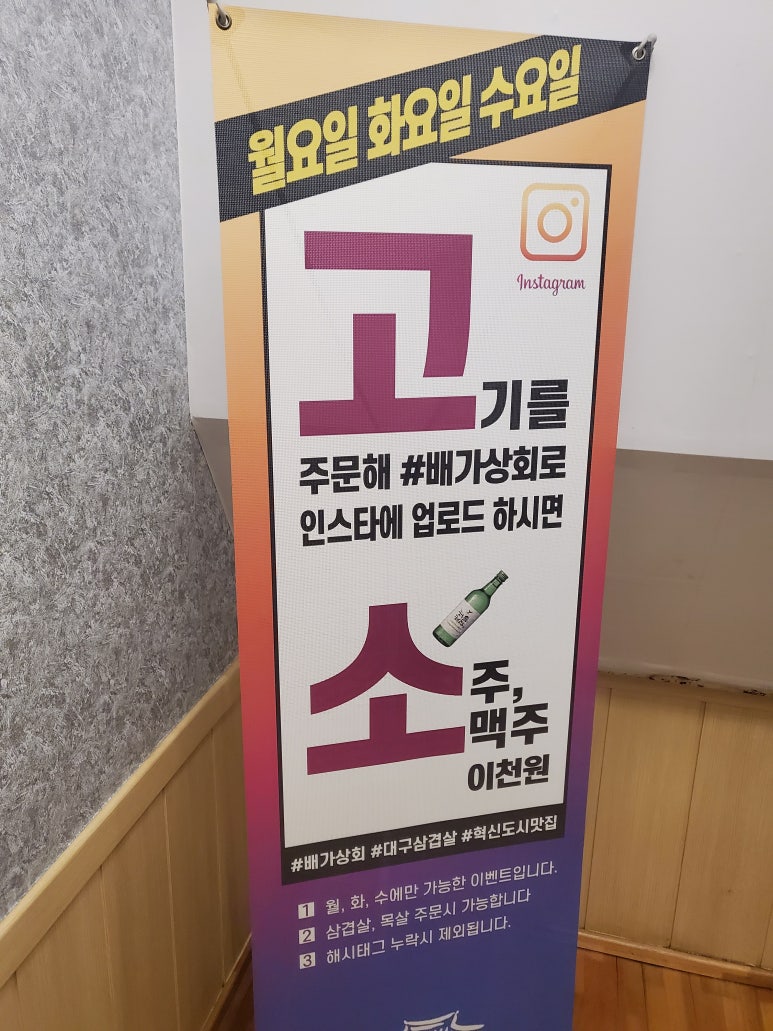 월요일 화요일 수요일
Instagram
고기를
주문해 #배가상회로
인스타에 업로드 하시면
소주,
맥주
이천원
#배가상회 #대구삼겹살 #혁신도시맛집
1 월, 화, 수에만 가능한 이벤트입니다.
2 삼겹살, 목살 주문시 가능합니다
3 해시태그 누락시 제외됩니다.